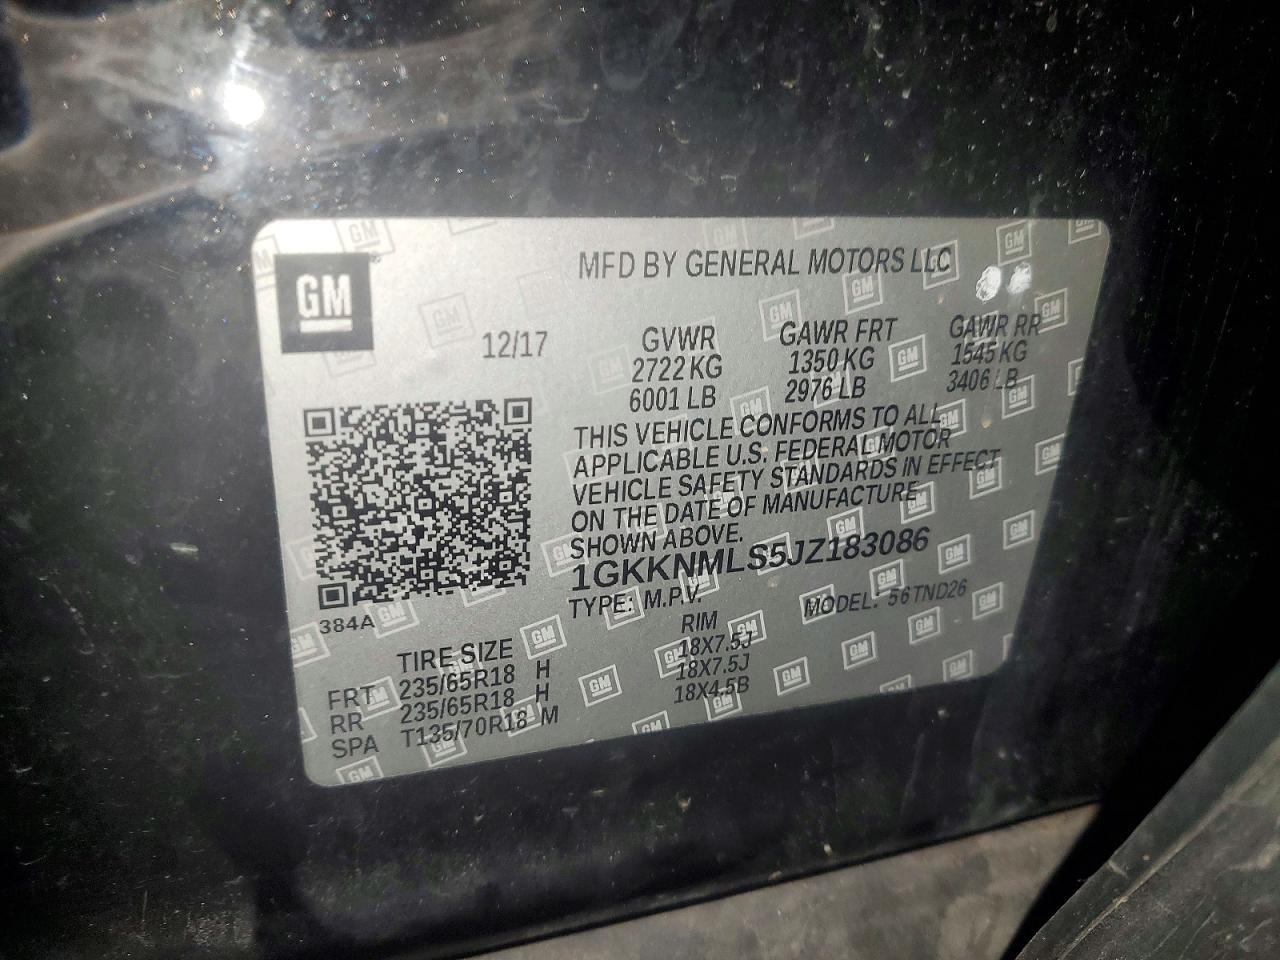 GM
MFD BY GENERAL MOTORS LLC
12/17
GVWR GAWR FRT GAWR RR
2722 KG 1350 KG 1545 KG
6001 LB 2976 LB 3406 LB
THIS VEHICLE CONFORMS TO ALL
APPLICABLE U.S. FEDERAL MOTOR
VEHICLE SAFETY STANDARDS IN EFFECT
ON THE DATE OF MANUFACTURE
SHOWN ABOVE.
1GKKNMLS5JZ183086
TYPE: M.P.V. MODEL: 56TND26
384A
TIRE SIZE RIM
FRT 235/65R18 H 18X7.5J
RR 235/65R18 H 18X7.5J
SPA T135/70R18 M 18X4.5B